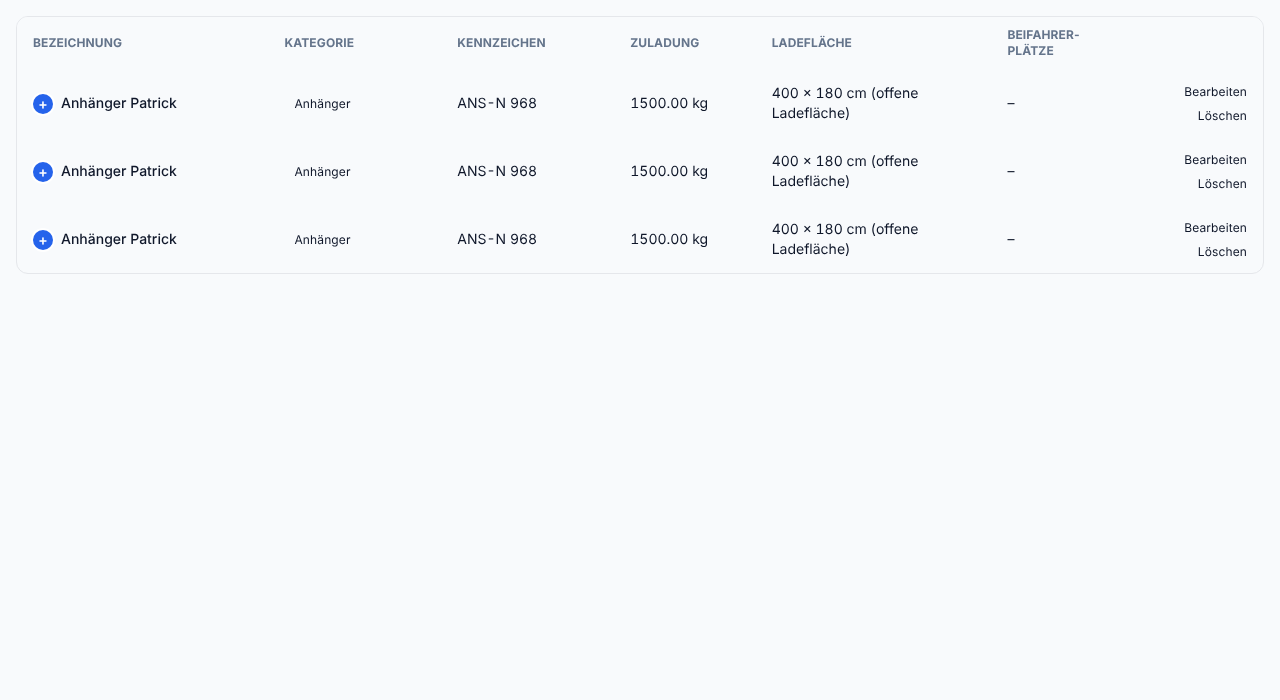 BEZEICHNUNG KATEGORIE KENNZEICHEN ZULADUNG LADEFLÄCHE BEIFAHRER-
PLÄTZE
+ Anhänger Patrick Anhänger ANS-N 968 1500.00 kg 400 × 180 cm (offene – Bearbeiten
Ladefläche) Löschen
+ Anhänger Patrick Anhänger ANS-N 968 1500.00 kg 400 × 180 cm (offene – Bearbeiten
Ladefläche) Löschen
+ Anhänger Patrick Anhänger ANS-N 968 1500.00 kg 400 × 180 cm (offene – Bearbeiten
Ladefläche) Löschen